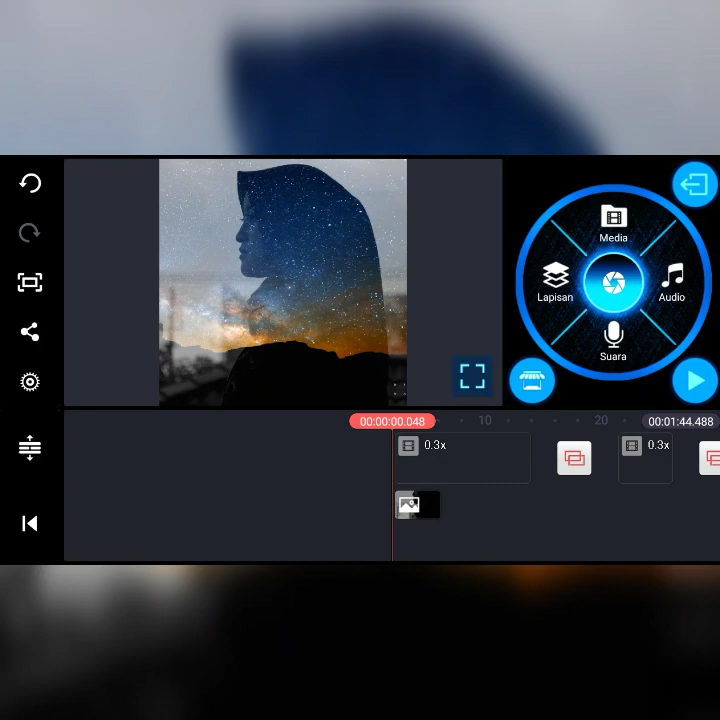 Media
Lapisan
Audio
Suara
00:00:00.048
10
20
00:01:44.488
0.3x
0.3x